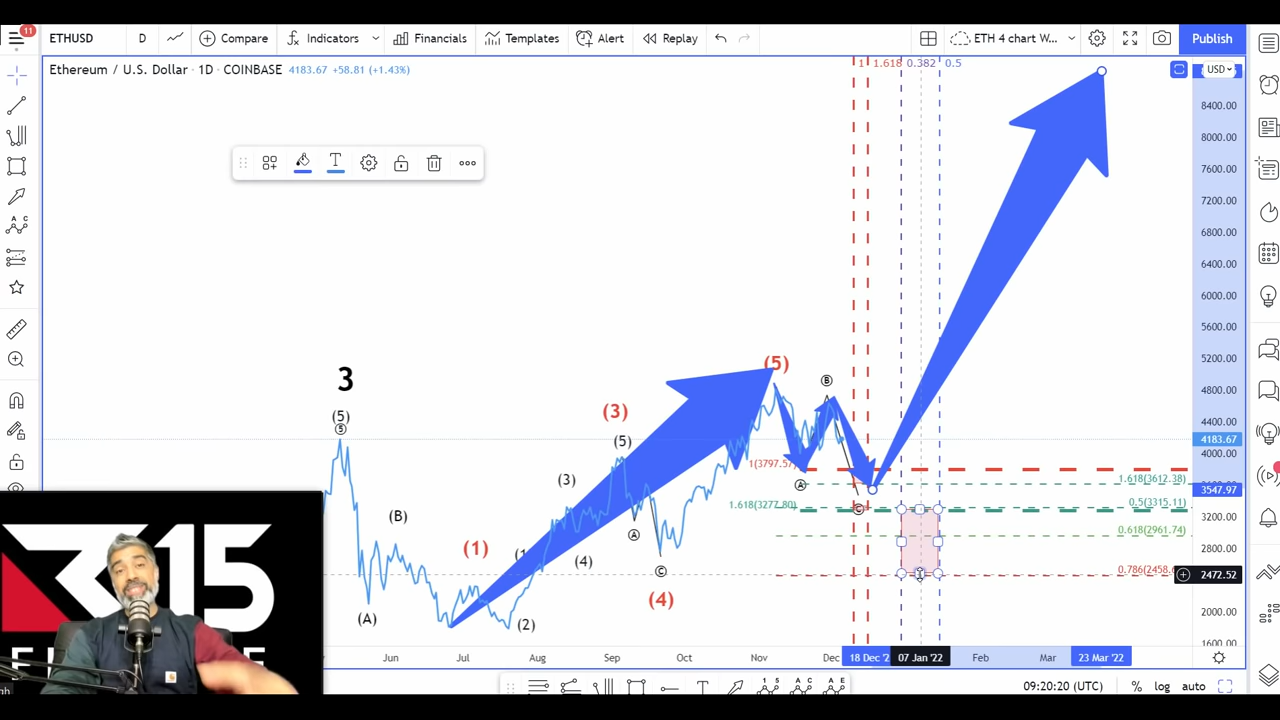 11
ETHUSD
D
Compare
Indicators
Financials
Templates
Alert
Replay
ETH 4 chart W...
Publish
Ethereum / U.S. Dollar · 1D · COINBASE 4183.67 +58.81 (+1.43%)
1 1.618 0.382 0.5
USD
8400.00
8000.00
7600.00
7200.00
6800.00
6400.00
6000.00
5600.00
5200.00
4800.00
4400.00
4183.67
4000.00
3547.97
3200.00
2800.00
2472.52
2000.00
1600.00
3
(5)
5
(A)
(B)
(1)
(2)
(3)
(4)
(5)
(3)
A
C
(4)
(5)
A
B
C
1(3797.57)
1.618(3277.80)
1.618(3612.38)
0.5(3315.11)
0.618(2961.74)
0.786(2458.6
315
Jun
Jul
Aug
Sep
Oct
Nov
Dec
18 Dec '2
07 Jan '22
Feb
Mar
23 Mar '22
09:20:20 (UTC)
%
log
auto